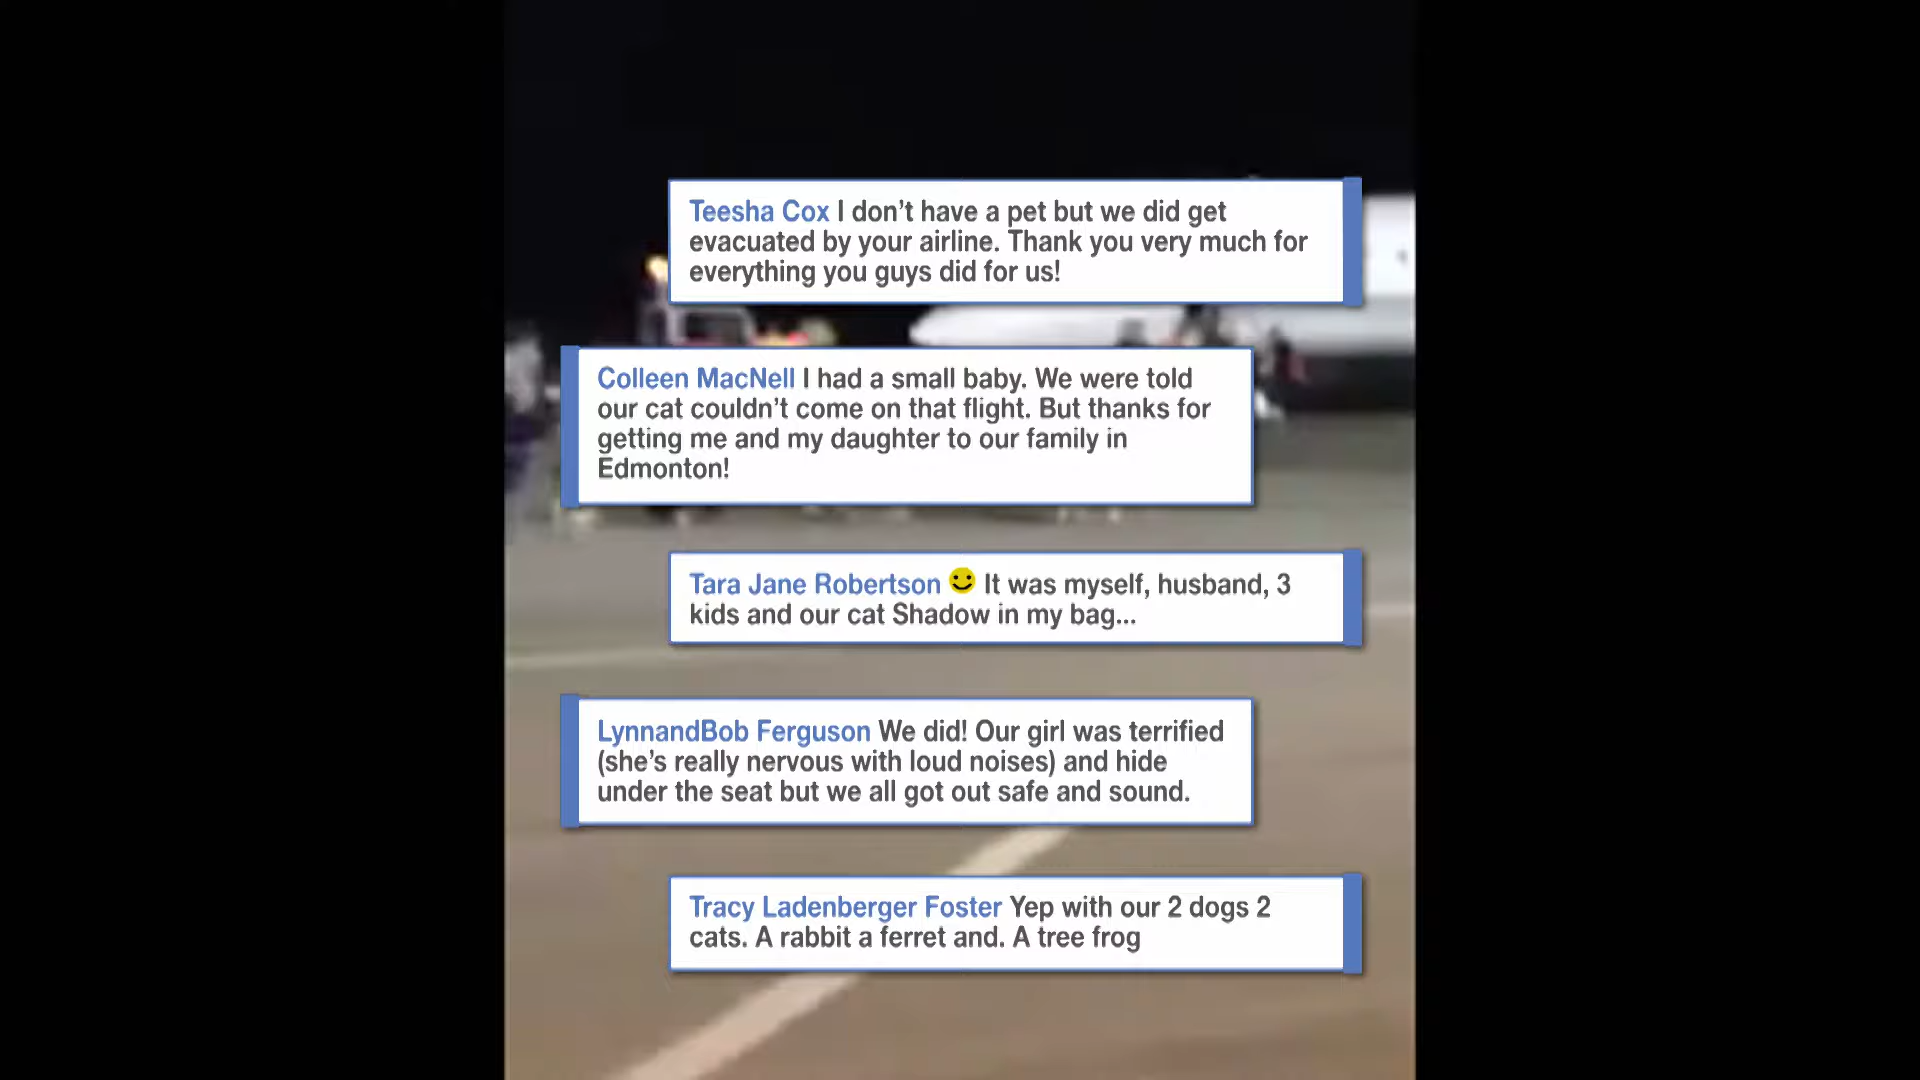 Teesha Cox I don't have a pet but we did get
evacuated by your airline. Thank you very much for
everything you guys did for us!
Colleen MacNell I had a small baby. We were told
our cat couldn't come on that flight. But thanks for
getting me and my daughter to our family in
Edmonton!
Tara Jane Robertson 🙂 It was myself, husband, 3
kids and our cat Shadow in my bag...
LynnandBob Ferguson We did! Our girl was terrified
(she's really nervous with loud noises) and hide
under the seat but we all got out safe and sound.
Tracy Ladenberger Foster Yep with our 2 dogs 2
cats. A rabbit a ferret and. A tree frog